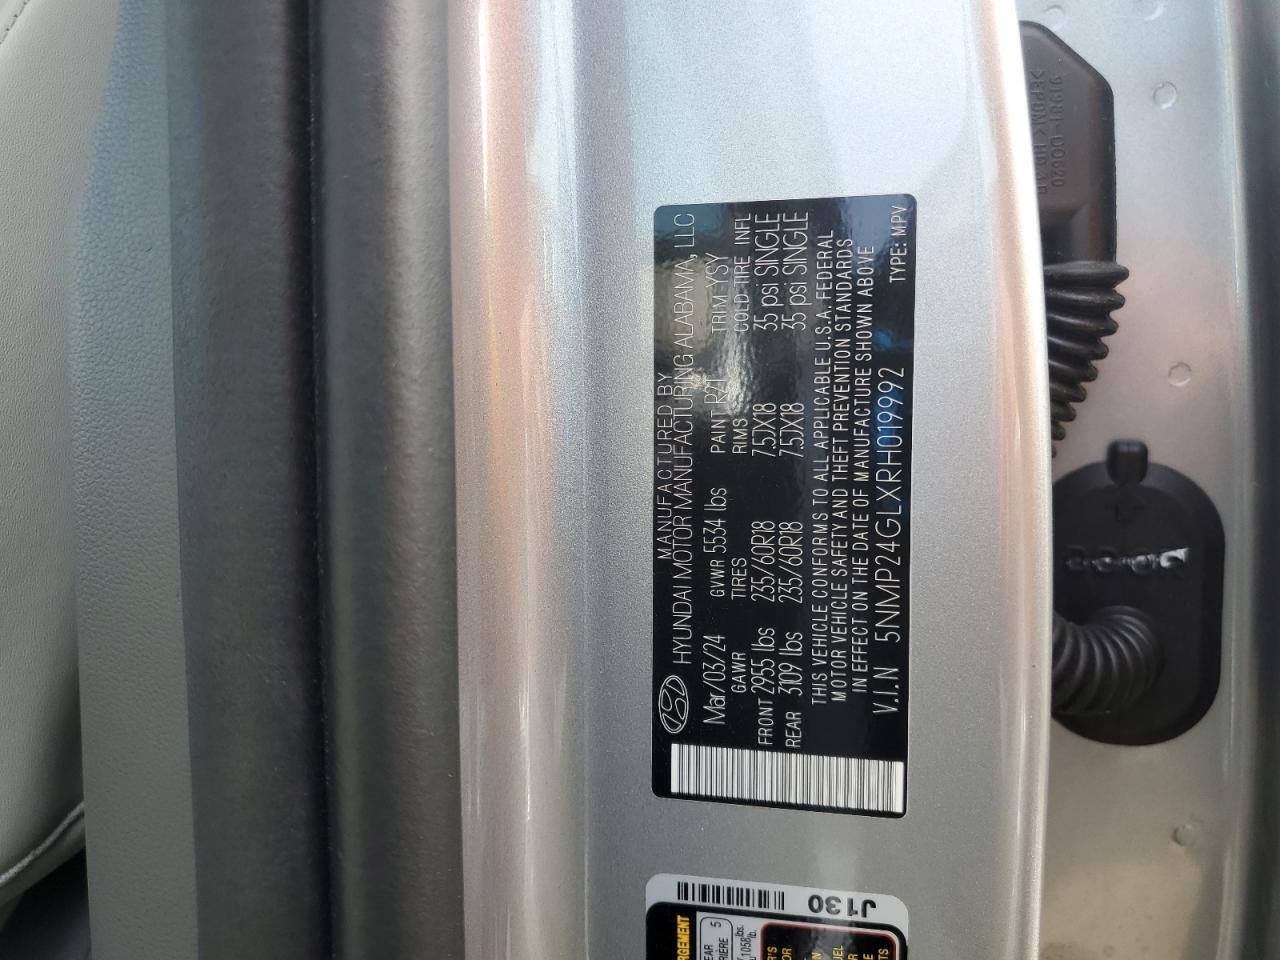 MANUFACTURED BY
HYUNDAI MOTOR MANUFACTURING ALABAMA, LLC
Mar/03/24 GVWR 5534 lbs PAINT R2T TRIM YSY
GAWR TIRES RIMS COLD TIRE INFL
FRONT 2955 lbs 235/60R18 7.5JX18 35 psi SINGLE
REAR 3109 lbs 235/60R18 7.5JX18 35 psi SINGLE
THIS VEHICLE CONFORMS TO ALL APPLICABLE U.S.A. FEDERAL
MOTOR VEHICLE SAFETY AND THEFT PREVENTION STANDARDS
IN EFFECT ON THE DATE OF MANUFACTURE SHOWN ABOVE
V.I.N 5NMP24GLXRH019992 TYPE: MPV
J130
5
91981-D0620